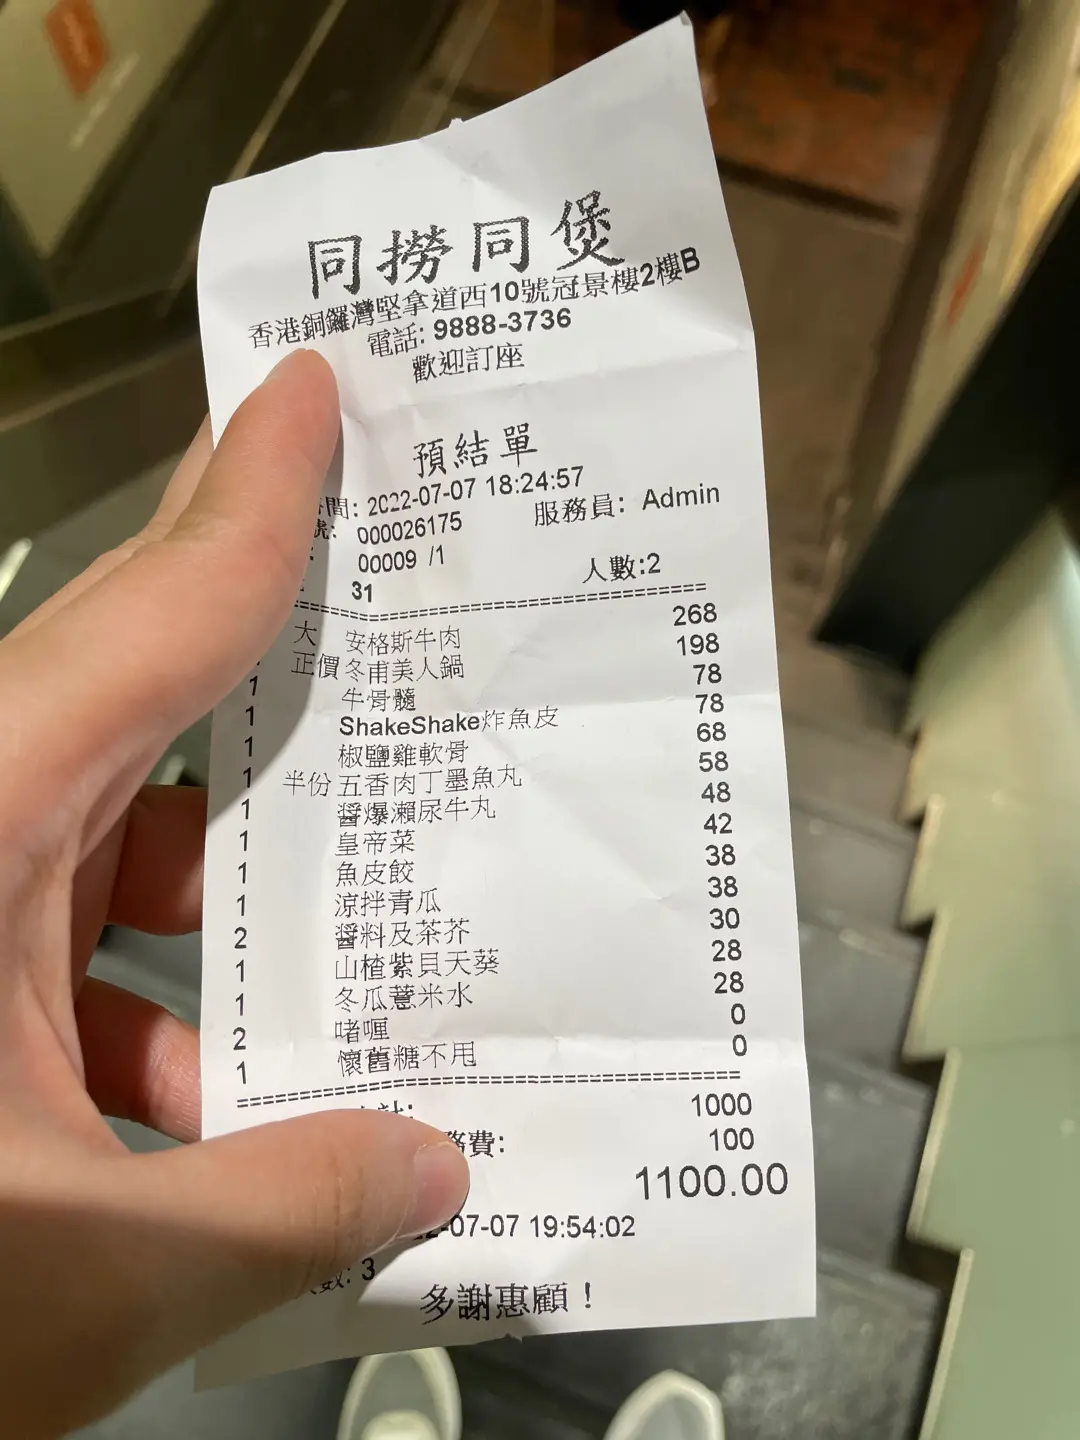 同撈同煲
香港銅鑼灣堅拿道西10號冠景樓2樓B
電話: 9888-3736
歡迎訂座
預結單
間: 2022-07-07 18:24:57
號: 000026175 服務員: Admin
: 00009 /1
31 人數:2
大 安格斯牛肉 268
正價 冬甫美人鍋 198
1 牛骨髓 78
1 ShakeShake炸魚皮 78
1 椒鹽雞軟骨 68
1 半份 五香肉丁墨魚丸 58
1 醬爆瀨尿牛丸 48
1 皇帝菜 42
1 魚皮餃 38
1 涼拌青瓜 38
2 醬料及茶芥 30
1 山楂紫貝天葵 28
1 冬瓜薏米水 28
2 啫喱 0
1 懷舊糖不甩 0
計: 1000
務費: 100
1100.00
-07-07 19:54:02
數: 3
多謝惠顧！